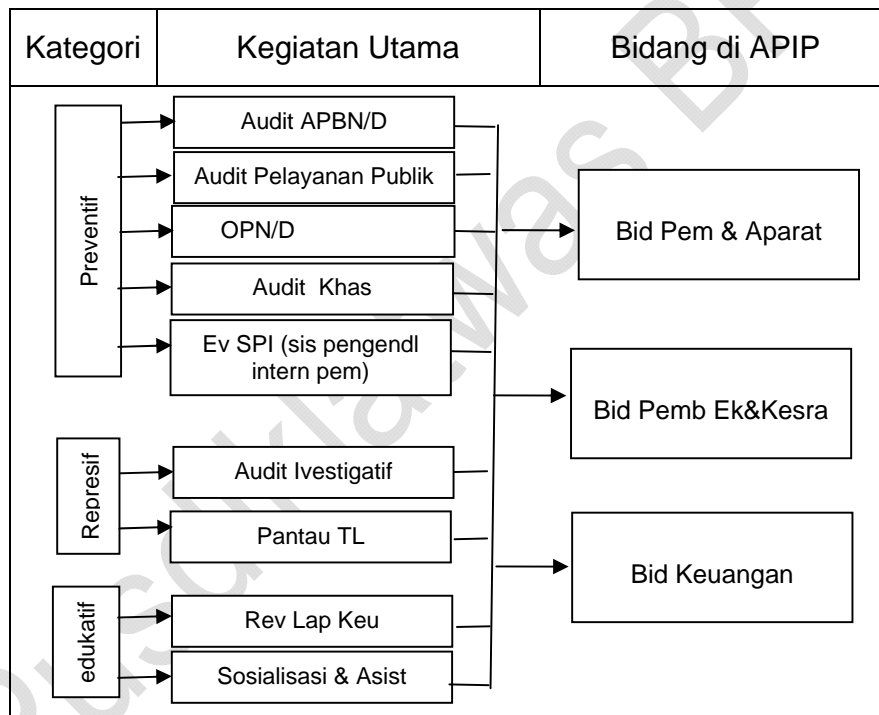 Kategori
Kegiatan Utama
Bidang di APIP
Preventif
Audit APBN/D
Audit Pelayanan Publik
OPN/D
Audit Khas
Ev SPI (sis pengendl
intern pem)
Represif
Audit Ivestigatif
Pantau TL
edukatif
Rev Lap Keu
Sosialisasi & Asist
Bid Pem & Aparat
Bid Pemb Ek&Kesra
Bid Keuangan
Pusdiklatwas